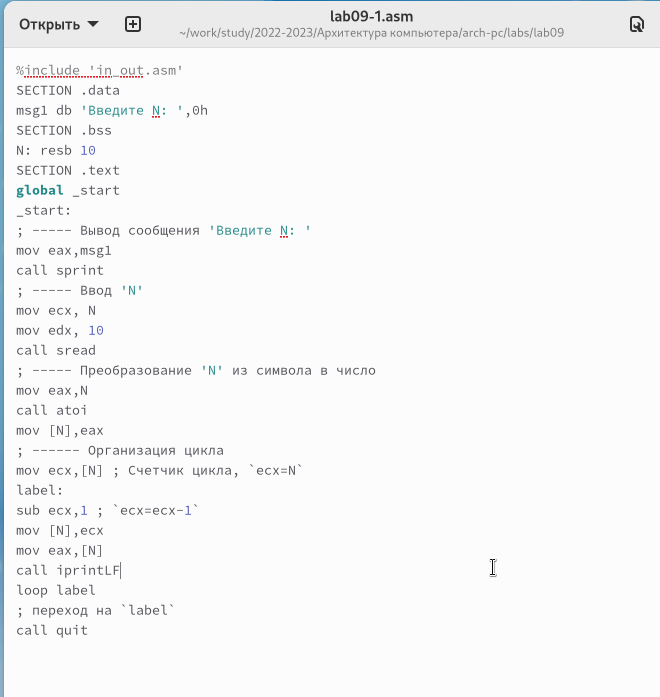 Открыть
lab09-1.asm
~/work/study/2022-2023/Архитектура компьютера/arch-pc/labs/lab09
%include 'in_out.asm'
SECTION .data
msg1 db 'Введите N: ',0h
SECTION .bss
N: resb 10
SECTION .text
global _start
_start:
; ----- Вывод сообщения 'Введите N: '
mov eax,msg1
call sprint
; ----- Ввод 'N'
mov ecx, N
mov edx, 10
call sread
; ----- Преобразование 'N' из символа в число
mov eax,N
call atoi
mov [N],eax
; ------ Организация цикла
mov ecx,[N] ; Счетчик цикла, `ecx=N`
label:
sub ecx,1 ; `ecx=ecx-1`
mov [N],ecx
mov eax,[N]
call iprintLF
loop label
; переход на `label`
call quit